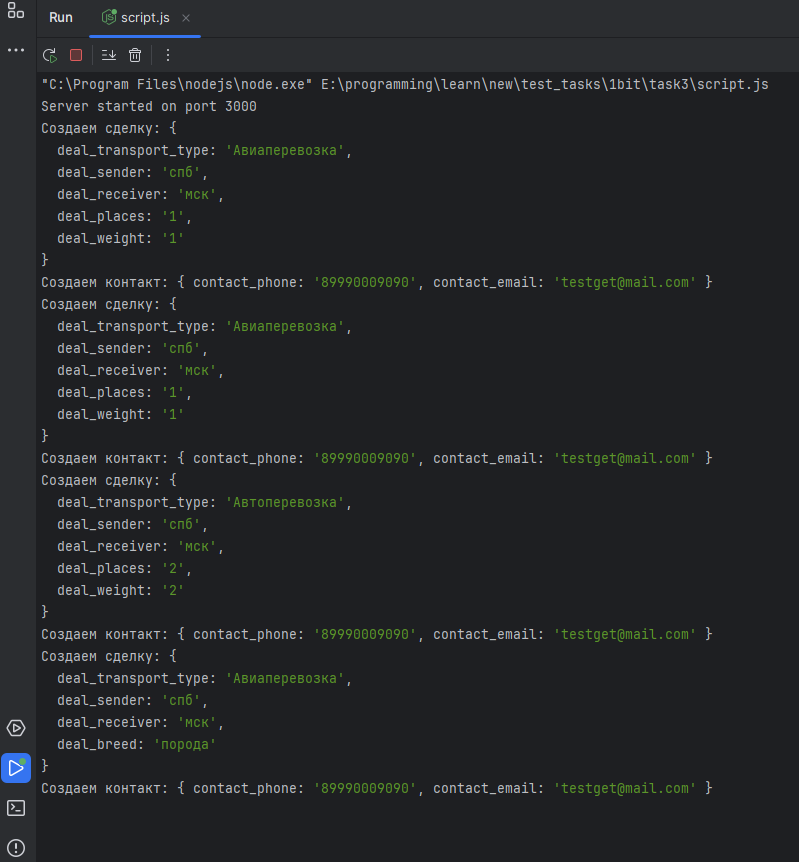 Run
script.js
"C:\Program Files\nodejs\node.exe" E:\programming\learn\new\test_tasks\1bit\task3\script.js
Server started on port 3000
Создаем сделку: {
  deal_transport_type: 'Авиаперевозка',
  deal_sender: 'спб',
  deal_receiver: 'мск',
  deal_places: '1',
  deal_weight: '1'
}
Создаем контакт: { contact_phone: '89990009090', contact_email: 'testget@mail.com' }
Создаем сделку: {
  deal_transport_type: 'Авиаперевозка',
  deal_sender: 'спб',
  deal_receiver: 'мск',
  deal_places: '1',
  deal_weight: '1'
}
Создаем контакт: { contact_phone: '89990009090', contact_email: 'testget@mail.com' }
Создаем сделку: {
  deal_transport_type: 'Автоперевозка',
  deal_sender: 'спб',
  deal_receiver: 'мск',
  deal_places: '2',
  deal_weight: '2'
}
Создаем контакт: { contact_phone: '89990009090', contact_email: 'testget@mail.com' }
Создаем сделку: {
  deal_transport_type: 'Авиаперевозка',
  deal_sender: 'спб',
  deal_receiver: 'мск',
  deal_breed: 'порода'
}
Создаем контакт: { contact_phone: '89990009090', contact_email: 'testget@mail.com' }